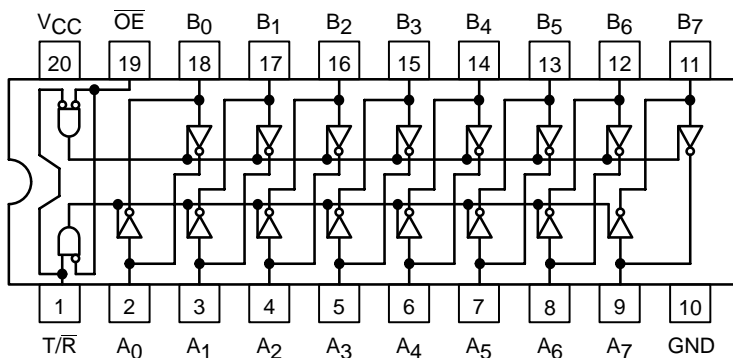 VCC OE B0 B1 B2 B3 B4 B5 B6 B7
20 19 18 17 16 15 14 13 12 11
1 2 3 4 5 6 7 8 9 10
T/R A0 A1 A2 A3 A4 A5 A6 A7 GND